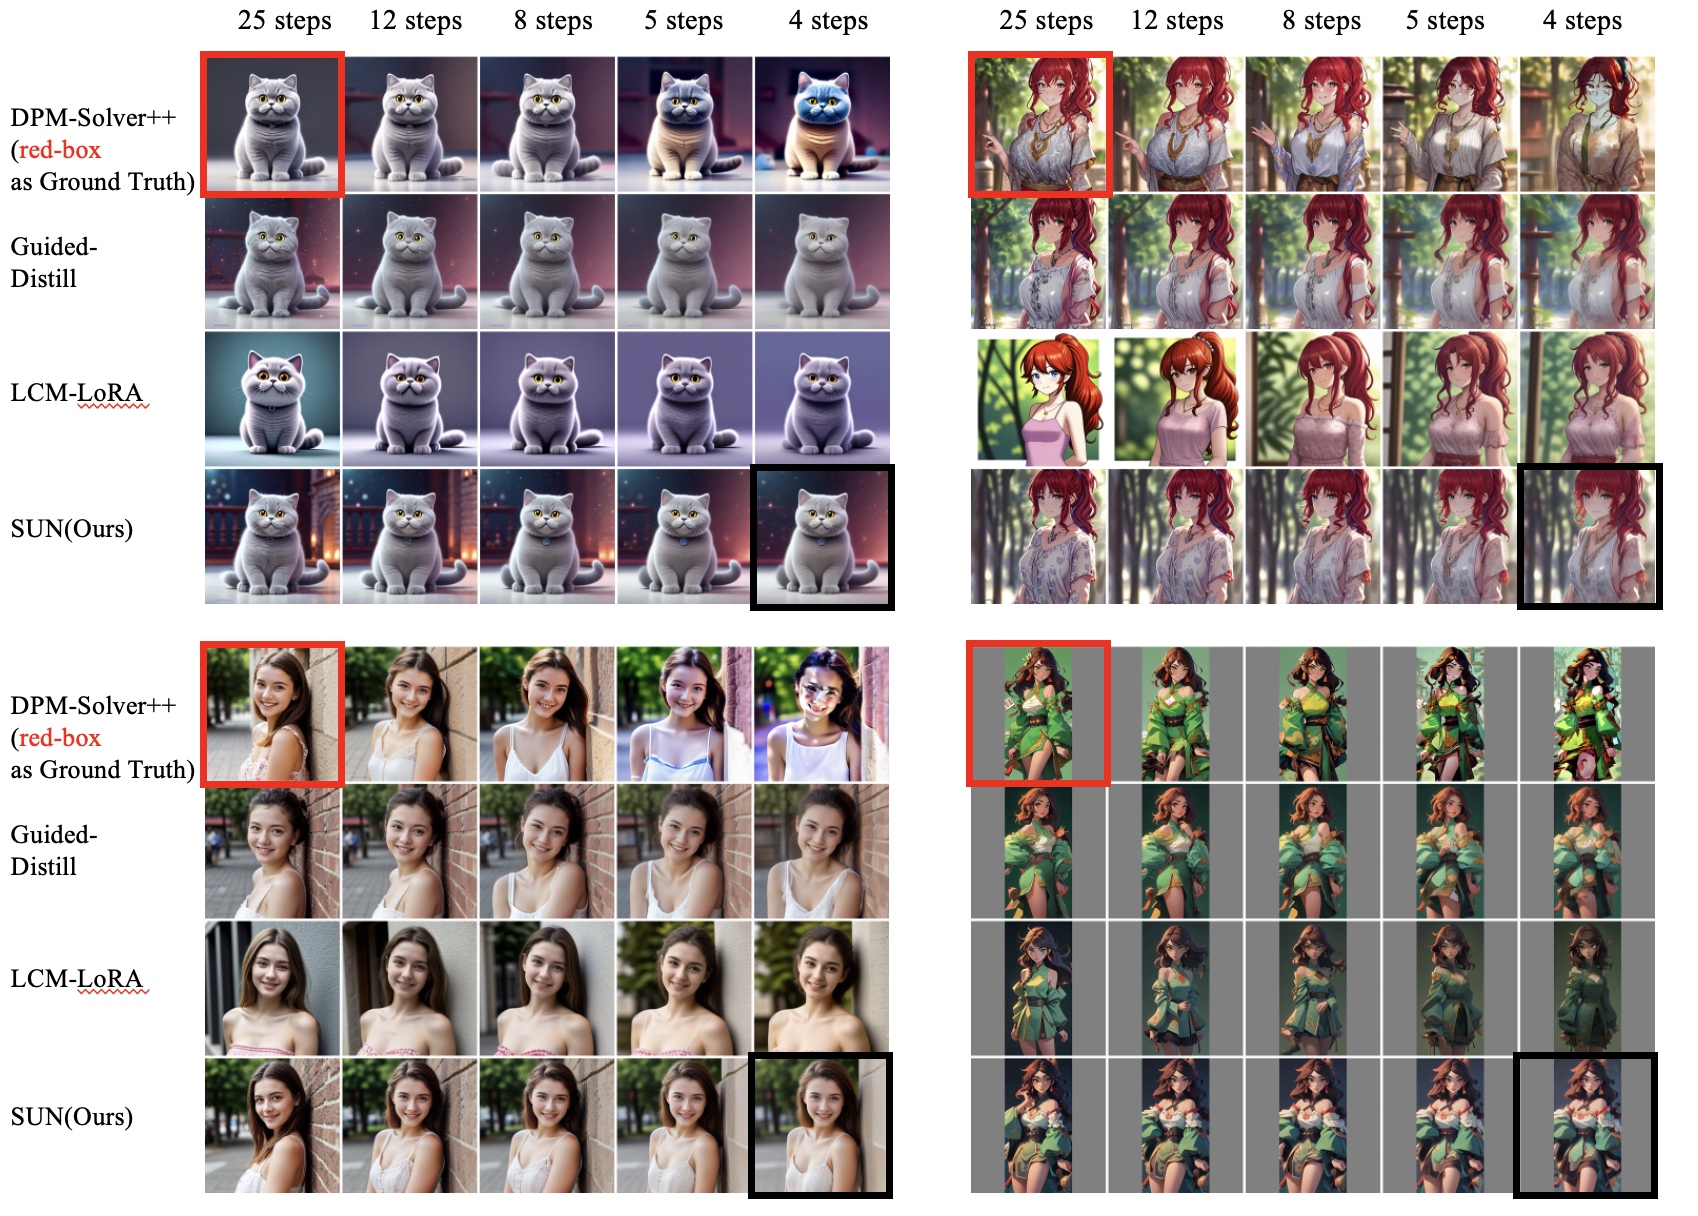 25 steps 12 steps 8 steps 5 steps 4 steps
25 steps 12 steps 8 steps 5 steps 4 steps
DPM-Solver++
(red-box
as Ground Truth)
Guided-
Distill
LCM-LoRA
SUN(Ours)
DPM-Solver++
(red-box
as Ground Truth)
Guided-
Distill
LCM-LoRA
SUN(Ours)